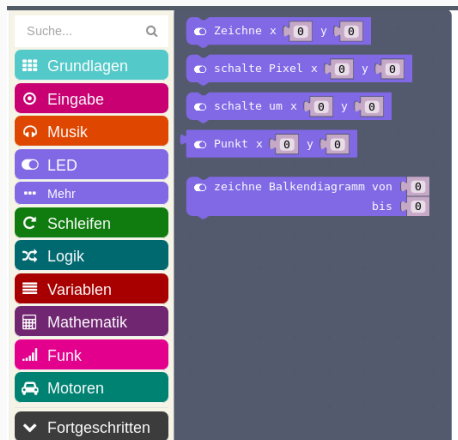 Suche...
Grundlagen
Eingabe
Musik
LED
Mehr
Schleifen
Logik
Variablen
Mathematik
Funk
Motoren
Fortgeschritten
Zeichne x 0 y 0
schalte Pixel x 0 y 0
schalte um x 0 y 0
Punkt x 0 y 0
zeichne Balkendiagramm von 0
bis 0